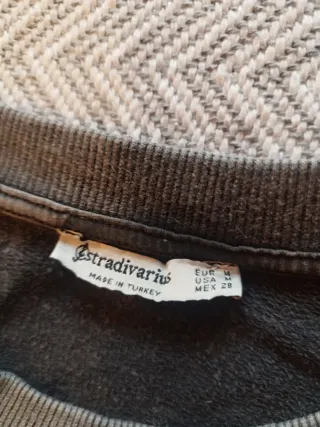 Stradivarius
MADE IN TURKEY
EUR M
USA M
MEX 28